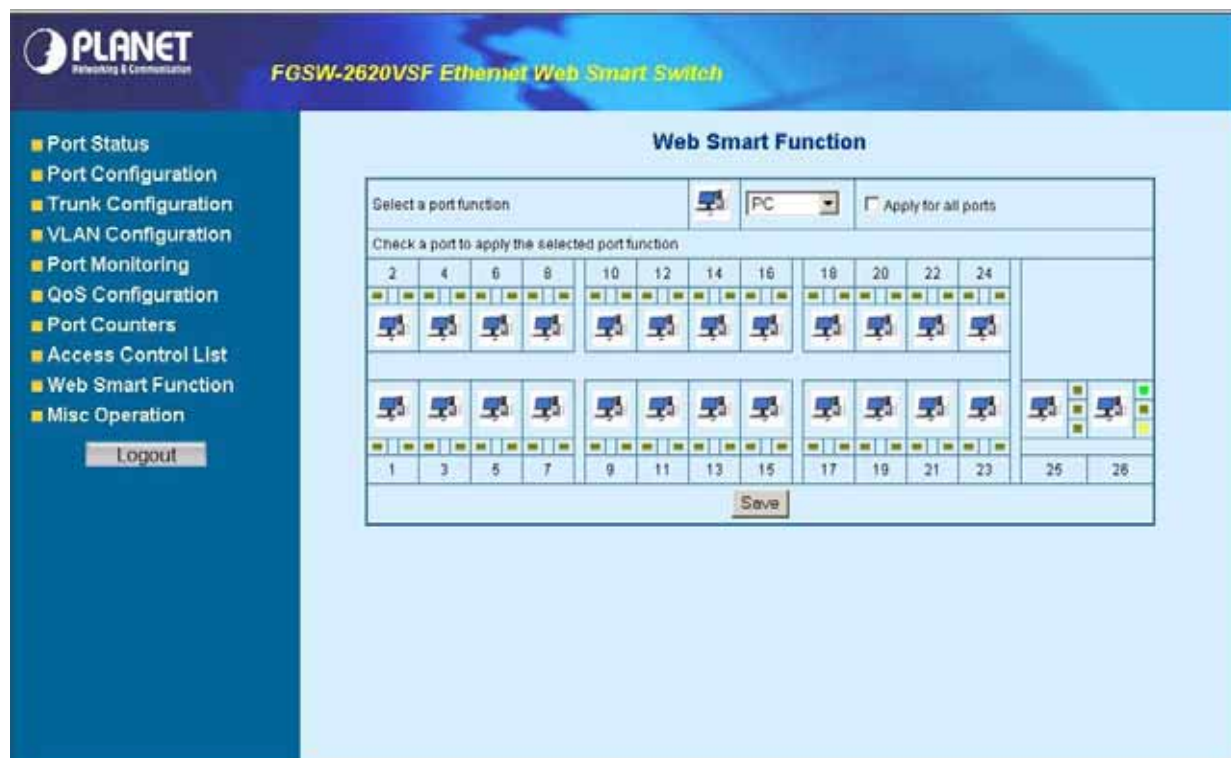 PLANET
Networking & Communication
FGSW-2620VSF Ethernet Web Smart Switch
Port Status
Port Configuration
Trunk Configuration
VLAN Configuration
Port Monitoring
QoS Configuration
Port Counters
Access Control List
Web Smart Function
Misc Operation
Logout
Web Smart Function
Select a port function PC Apply for all ports
Check a port to apply the selected port function
2 4 6 8 10 12 14 16 18 20 22 24
1 3 5 7 9 11 13 15 17 19 21 23 25 26
Save